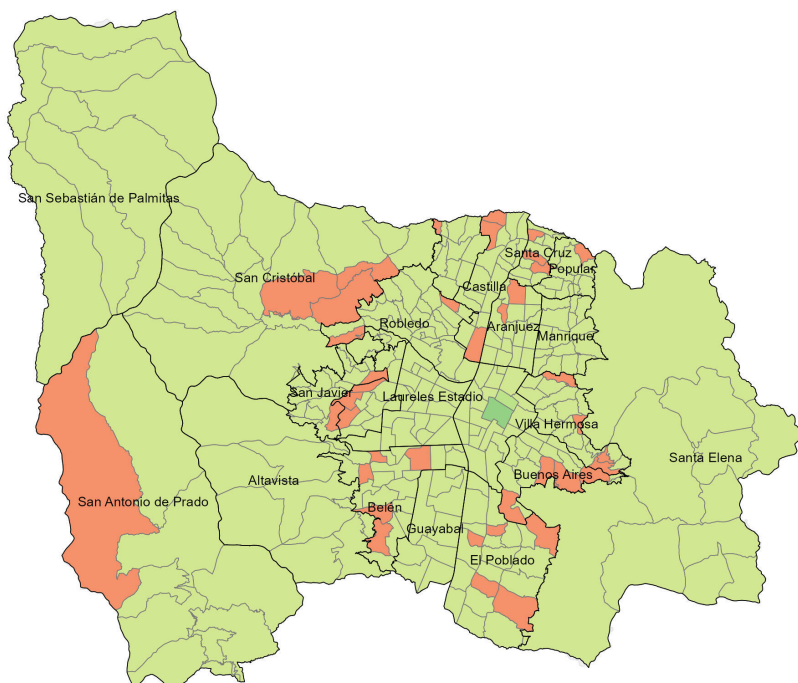 San Sebastián de Palmitas
San Cristóbal
Santa Cruz
Popular
Castilla
Robledo
Aranjuez
Manrique
San Javier
Laureles Estadio
Villa Hermosa
Santa Elena
Buenos Aires
Altavista
San Antonio de Prado
Belén
Guayabal
El Poblado